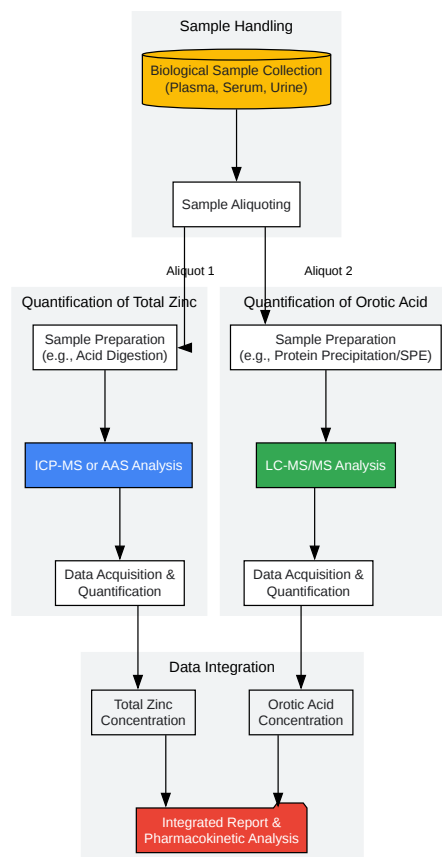 Sample Handling
Biological Sample Collection
(Plasma, Serum, Urine)
Sample Aliquoting
Aliquot 1
Aliquot 2
Quantification of Total Zinc
Sample Preparation
(e.g., Acid Digestion)
ICP-MS or AAS Analysis
Data Acquisition &
Quantification
Quantification of Orotic Acid
Sample Preparation
(e.g., Protein Precipitation/SPE)
LC-MS/MS Analysis
Data Acquisition &
Quantification
Data Integration
Total Zinc
Concentration
Orotic Acid
Concentration
Integrated Report &
Pharmacokinetic Analysis